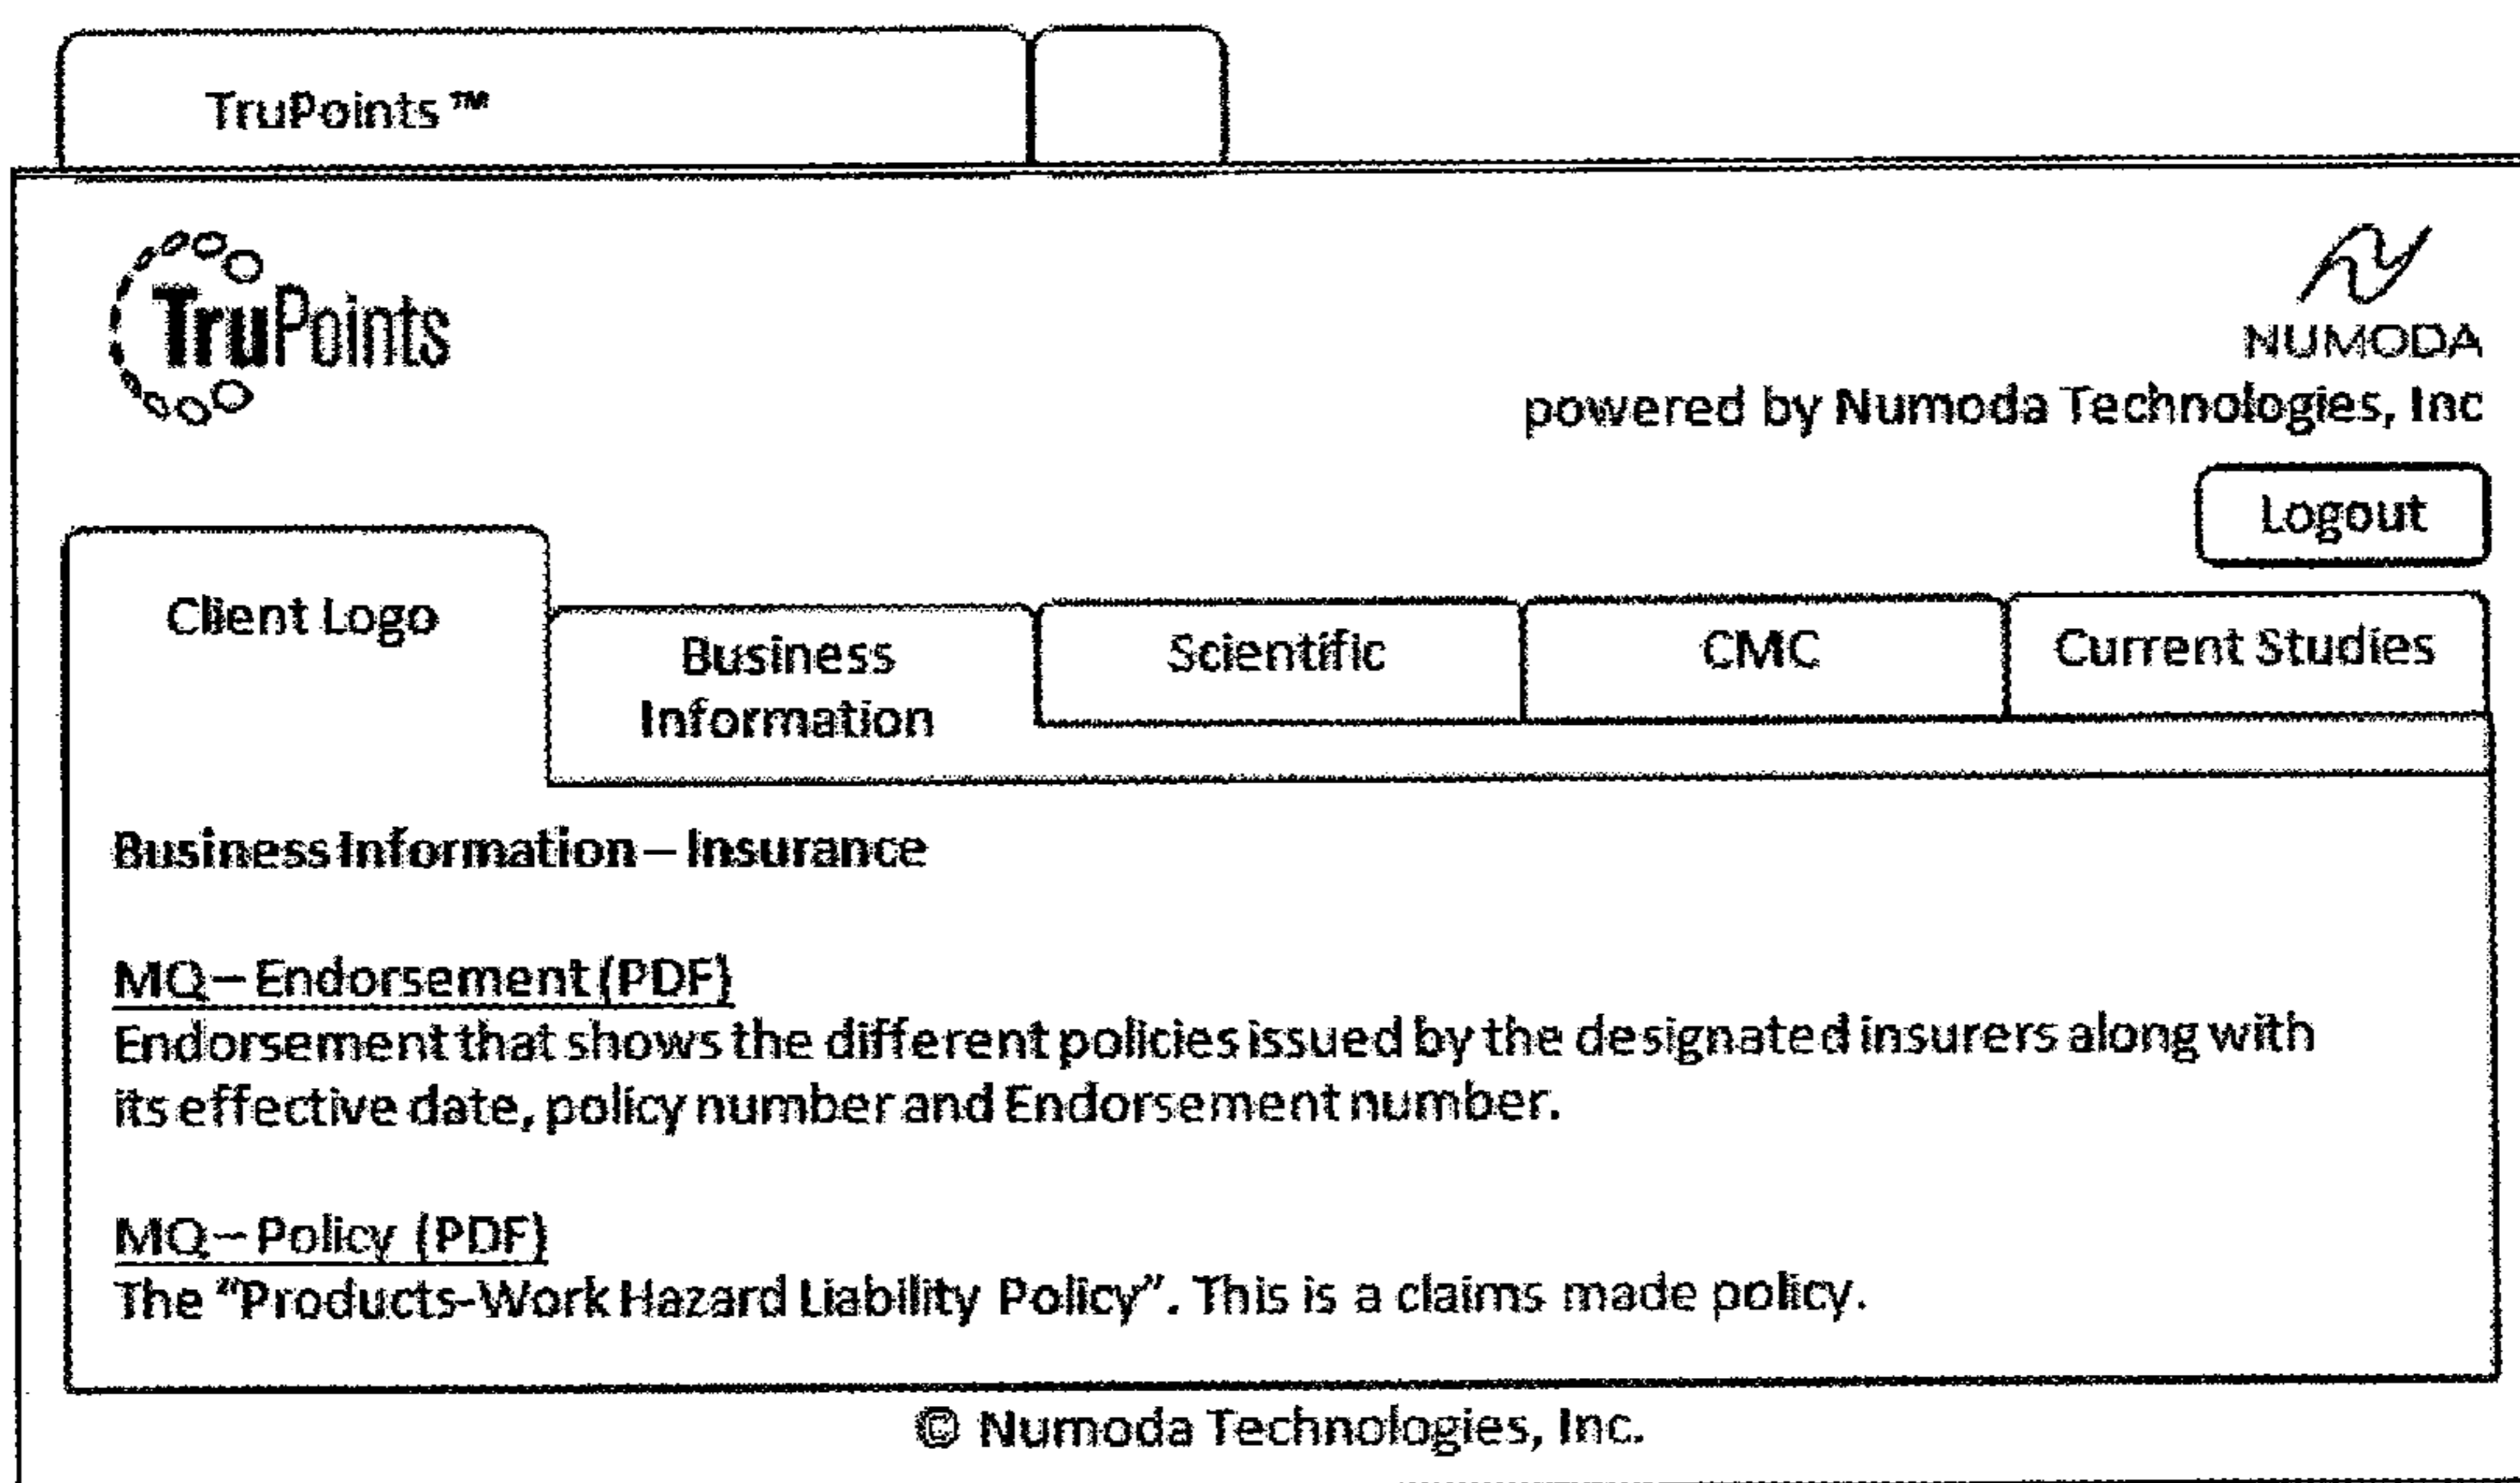 TruPoints™
TruPoints
NUMODA
powered by Numoda Technologies, Inc
Logout
Client Logo
Business
Information
Scientific
CMC
Current Studies
Business Information – Insurance
MQ – Endorsement (PDF)
Endorsement that shows the different policies issued by the designated insurers along with
its effective date, policy number and Endorsement number.
MQ – Policy (PDF)
The "Products-Work Hazard Liability Policy". This is a claims made policy.
© Numoda Technologies, Inc.